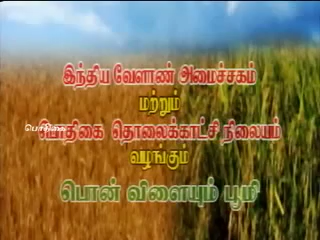 இந்திய வேளாண் அமைச்சகம்
மற்றும்
பொதிகை
பொதிகை தொலைக்காட்சி நிலையம்
வழங்கும்
பொன் விளையும் பூமி